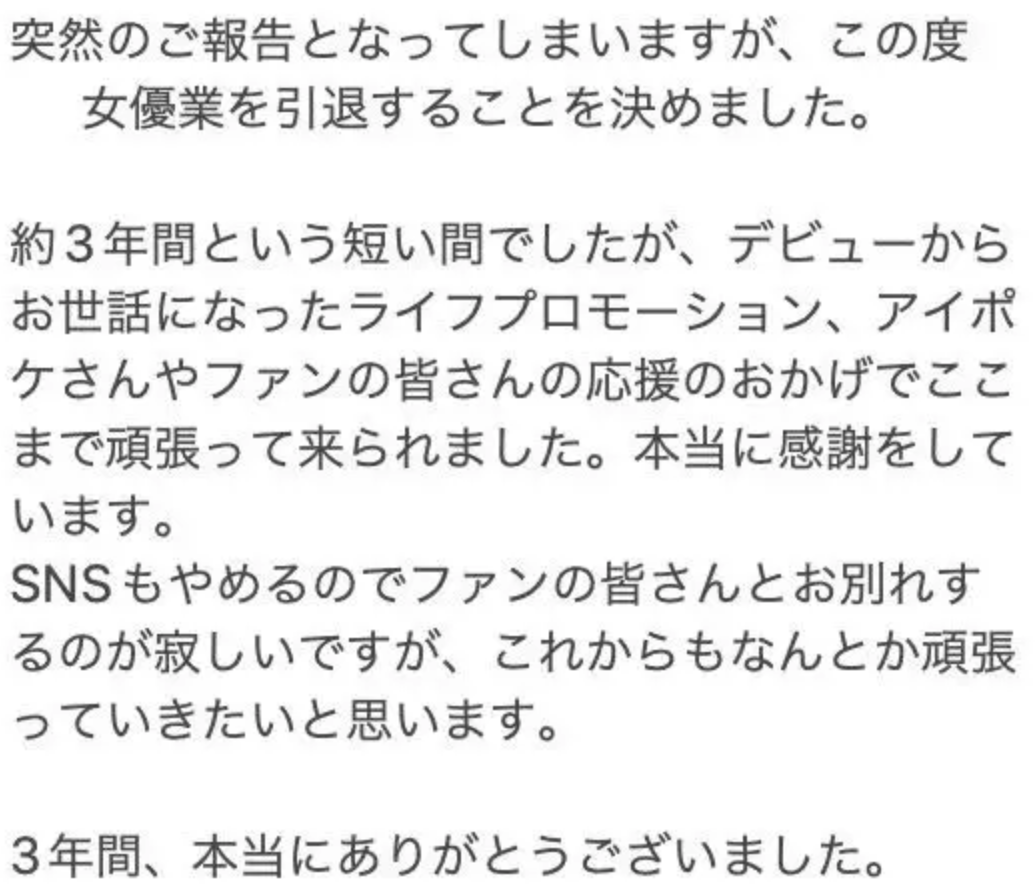 突然のご報告となってしまいますが、この度
女優業を引退することを決めました。
約3年間という短い間でしたが、デビューから
お世話になったライフプロモーション、アイポ
ケさんやファンの皆さんの応援のおかげでここ
まで頑張って来られました。本当に感謝をして
います。
SNSもやめるのでファンの皆さんとお別れす
るのが寂しいですが、これからもなんとか頑張
っていきたいと思います。
3年間、本当にありがとうございました。